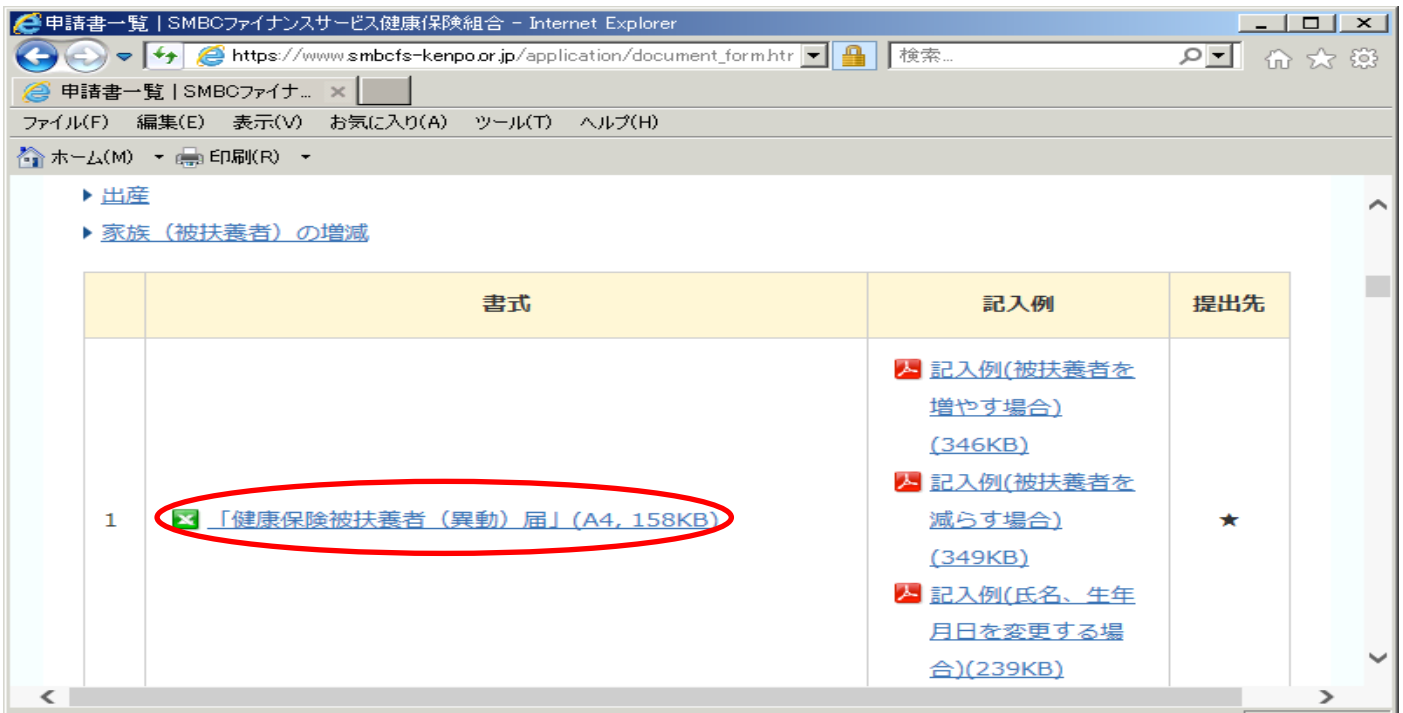 申請書一覧 | SMBCファイナンスサービス健康保険組合 - Internet Explorer
https://www.smbcfs-kenpo.or.jp/application/document_form.htr
検索...
申請書一覧 | SMBCファイナ...
ファイル(F) 編集(E) 表示(V) お気に入り(A) ツール(T) ヘルプ(H)
ホーム(M) 印刷(R)
出産
家族（被扶養者）の増減
書式 記入例 提出先
1
「健康保険被扶養者（異動）届」(A4, 158KB)
記入例(被扶養者を
増やす場合)
(346KB)
記入例(被扶養者を
減らす場合)
(349KB)
記入例(氏名、生年
月日を変更する場
合)(239KB)
★